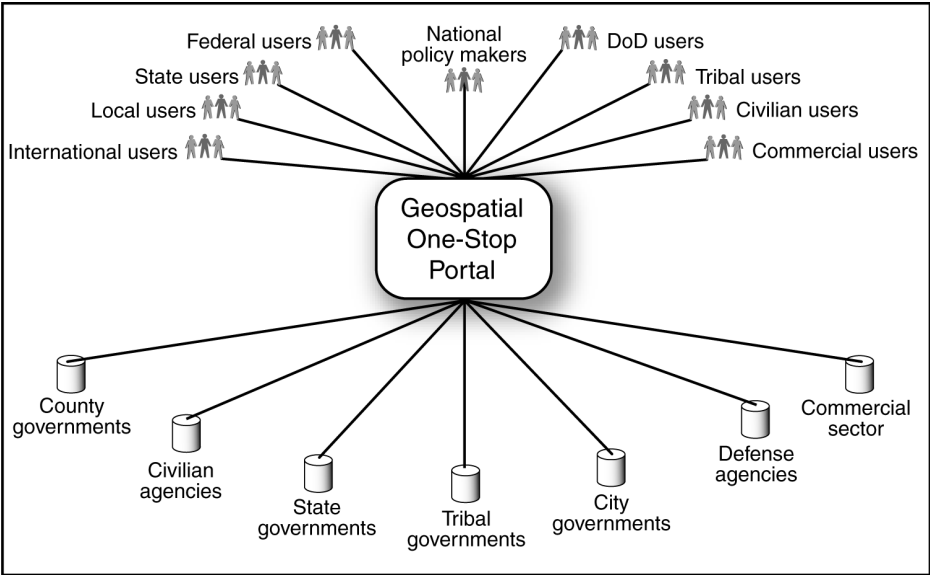 Federal users
National
policy makers
DoD users
State users
Tribal users
Local users
Civilian users
International users
Commercial users
Geospatial
One-Stop
Portal
County
governments
Civilian
agencies
State
governments
Tribal
governments
City
governments
Defense
agencies
Commercial
sector